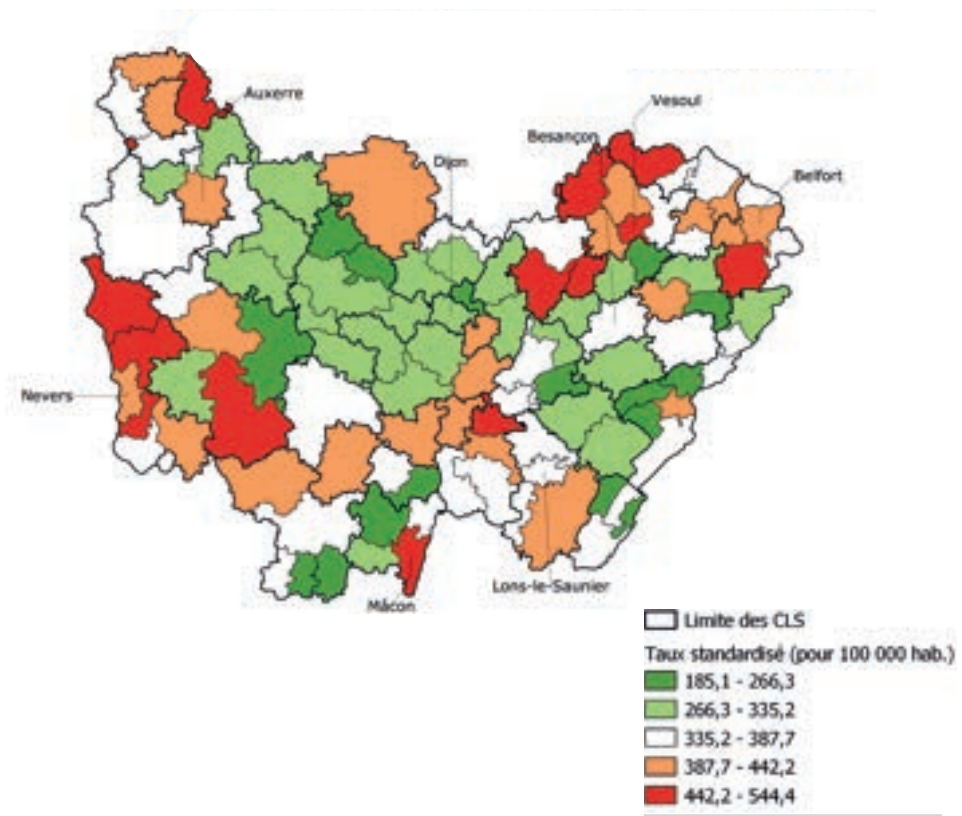 Auxerre
Vesoul
Besançon
Dijon
Belfort
Nevers
Lons-le-Saunier
Mâcon
Limite des CLS
Taux standardisé (pour 100 000 hab.)
185,1 - 266,3
266,3 - 335,2
335,2 - 387,7
387,7 - 442,2
442,2 - 544,4